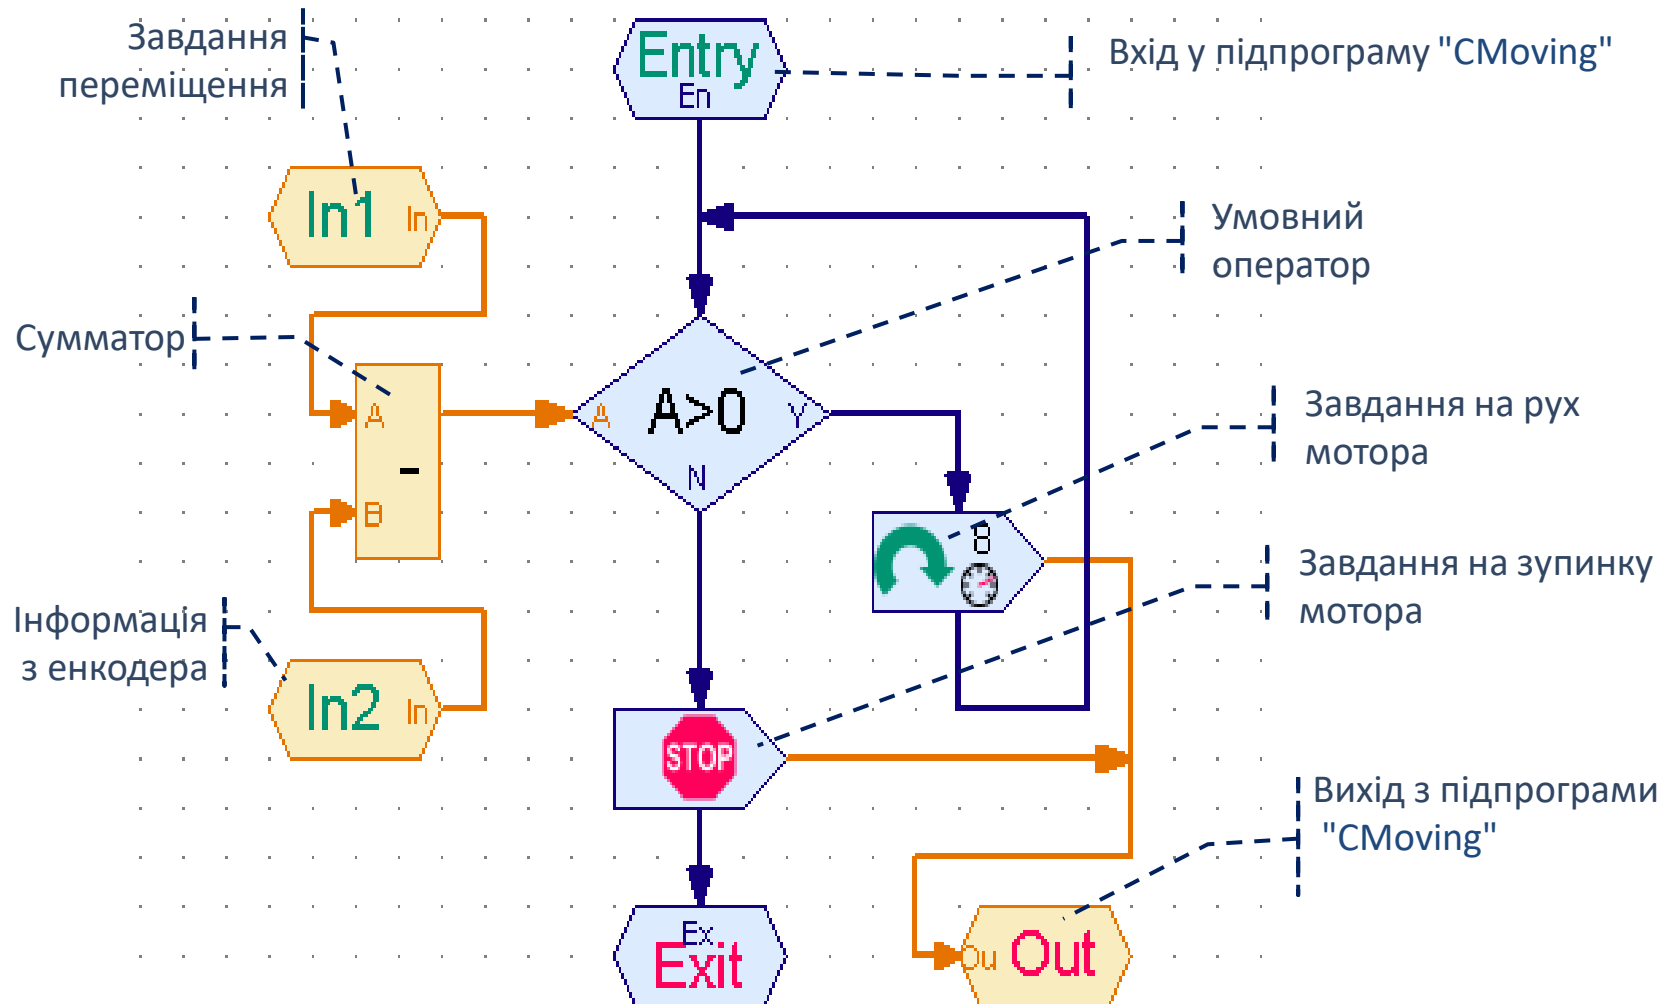 Завдання
переміщення
Entry
En
Вхід у підпрограму "CMoving"
In1 In
Умовний
оператор
Сумматор
A
-
B
A A>0 Y
N
Завдання на рух
мотора
8
Завдання на зупинку
мотора
Інформація
з енкодера
In2 In
STOP
Вихід з підпрограми
"CMoving"
Ex
Exit
Ou Out